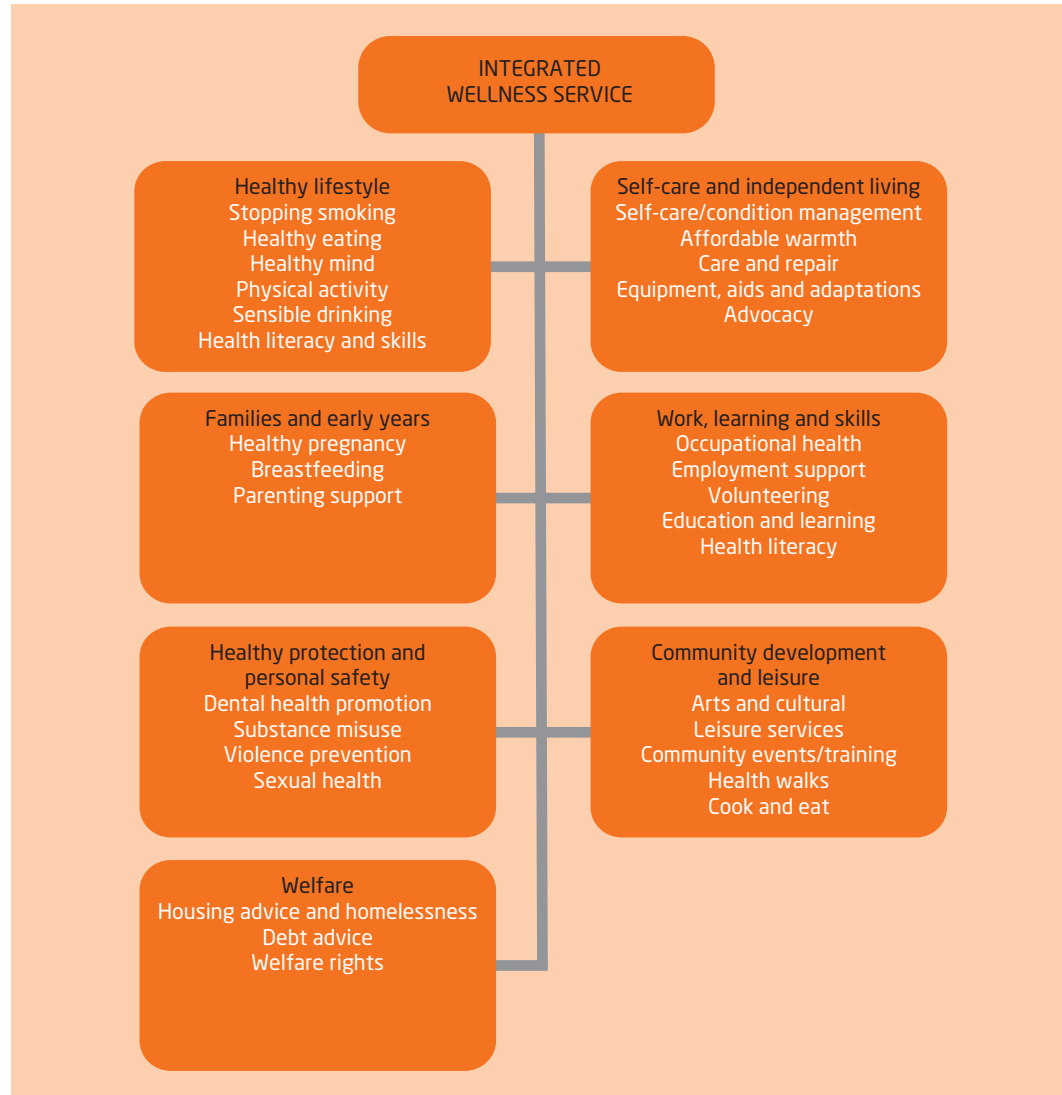 INTEGRATED
WELLNESS SERVICE
Healthy lifestyle
Stopping smoking
Healthy eating
Healthy mind
Physical activity
Sensible drinking
Health literacy and skills
Self-care and independent living
Self-care/condition management
Affordable warmth
Care and repair
Equipment, aids and adaptations
Advocacy
Families and early years
Healthy pregnancy
Breastfeeding
Parenting support
Work, learning and skills
Occupational health
Employment support
Volunteering
Education and learning
Health literacy
Healthy protection and
personal safety
Dental health promotion
Substance misuse
Violence prevention
Sexual health
Community development
and leisure
Arts and cultural
Leisure services
Community events/training
Health walks
Cook and eat
Welfare
Housing advice and homelessness
Debt advice
Welfare rights